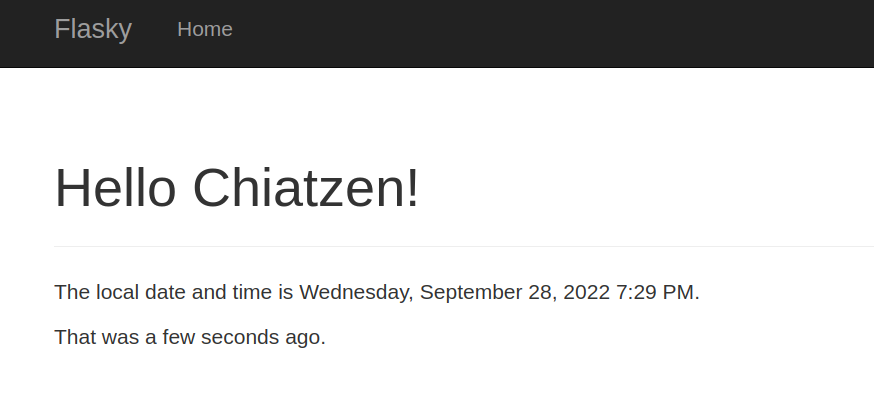 Flasky Home
Hello Chiatzen!
The local date and time is Wednesday, September 28, 2022 7:29 PM.
That was a few seconds ago.